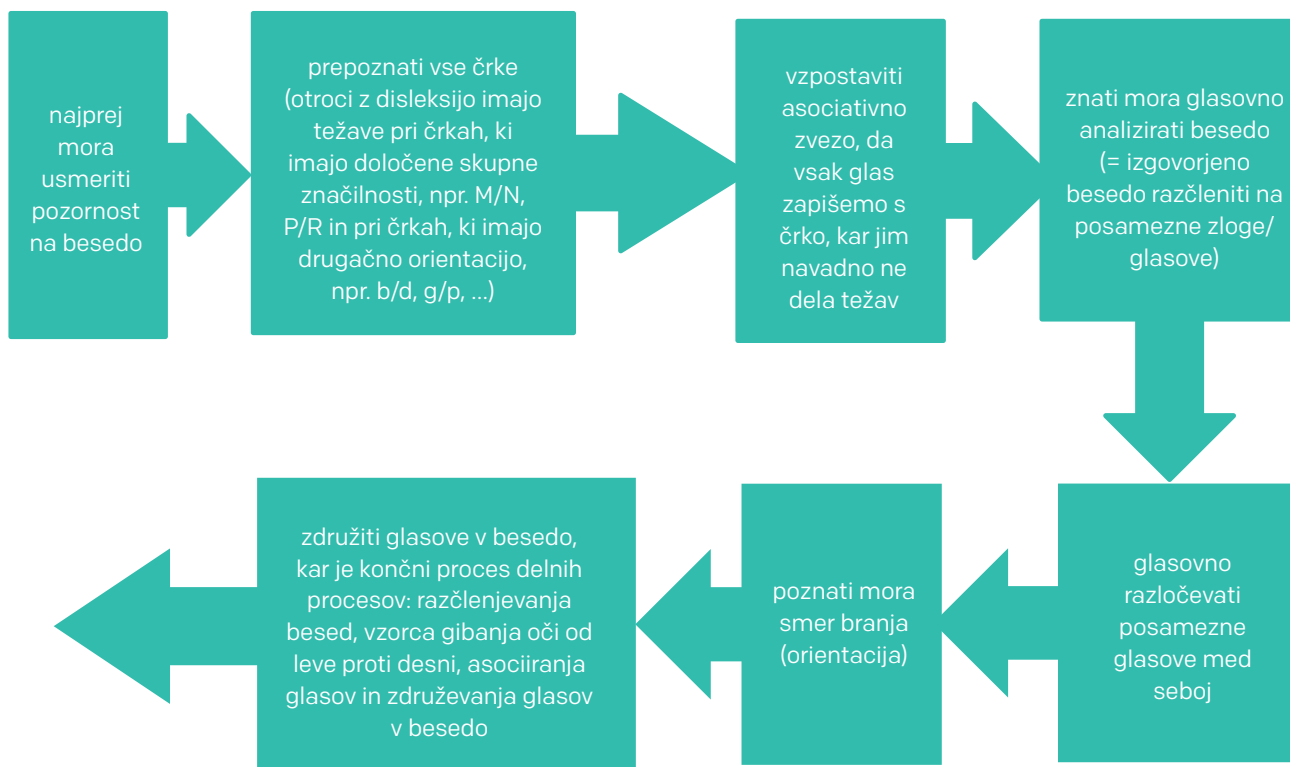 najprej
mora
usmeriti
pozornost
na besedo
prepoznati vse črke
(otroci z disleksijo imajo
težave pri črkah, ki
imajo določene skupne
značilnosti, npr. M/N,
P/R in pri črkah, ki imajo
drugačno orientacijo,
npr. b/d, g/p, ...)
vzpostaviti
asociativno
zvezo, da
vsak glas
zapišemo s
črko, kar jim
navadno ne
dela težav
znati mora glasovno
analizirati besedo
(= izgovorjeno
besedo razčleniti na
posamezne zloge/
glasove)
glasovno
razločevati
posamezne
glasove med
seboj
poznati mora
smer branja
(orientacija)
združiti glasove v besedo,
kar je končni proces delnih
procesov: razčlenjevanja
besed, vzorca gibanja oči od
leve proti desni, asociiranja
glasov in združevanja glasov
v besedo